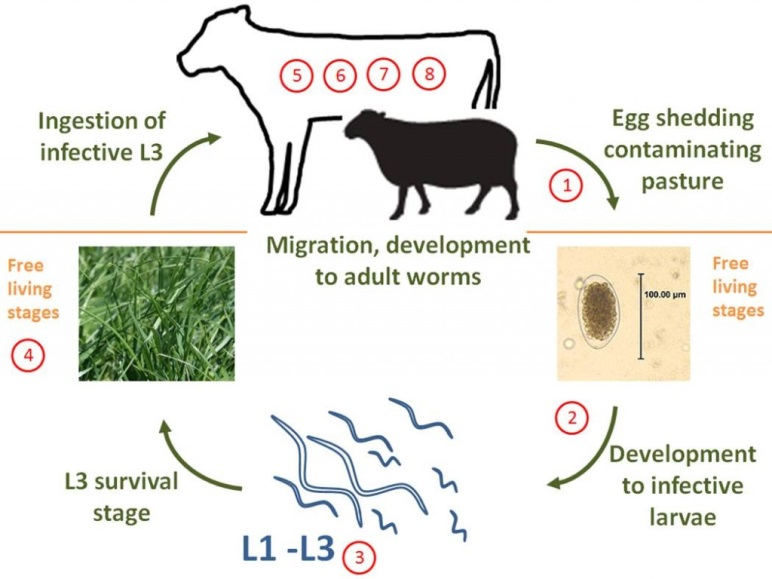 5 6 7 8
Ingestion of
infective L3
Egg shedding
contaminating
pasture
1
Migration, development
to adult worms
Free
living
stages
4
100.00 µm
Free
living
stages
2
Development
to infective
larvae
L3 survival
stage
L1 -L3
3